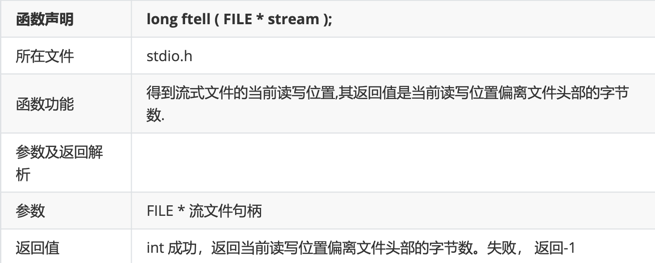 函数声明 long ftell ( FILE * stream );
所在文件 stdio.h
函数功能 得到流式文件的当前读写位置,其返回值是当前读写位置偏离文件头部的字节
数.
参数及返回解
析
参数 FILE * 流文件句柄
返回值 int 成功，返回当前读写位置偏离文件头部的字节数。失败， 返回-1